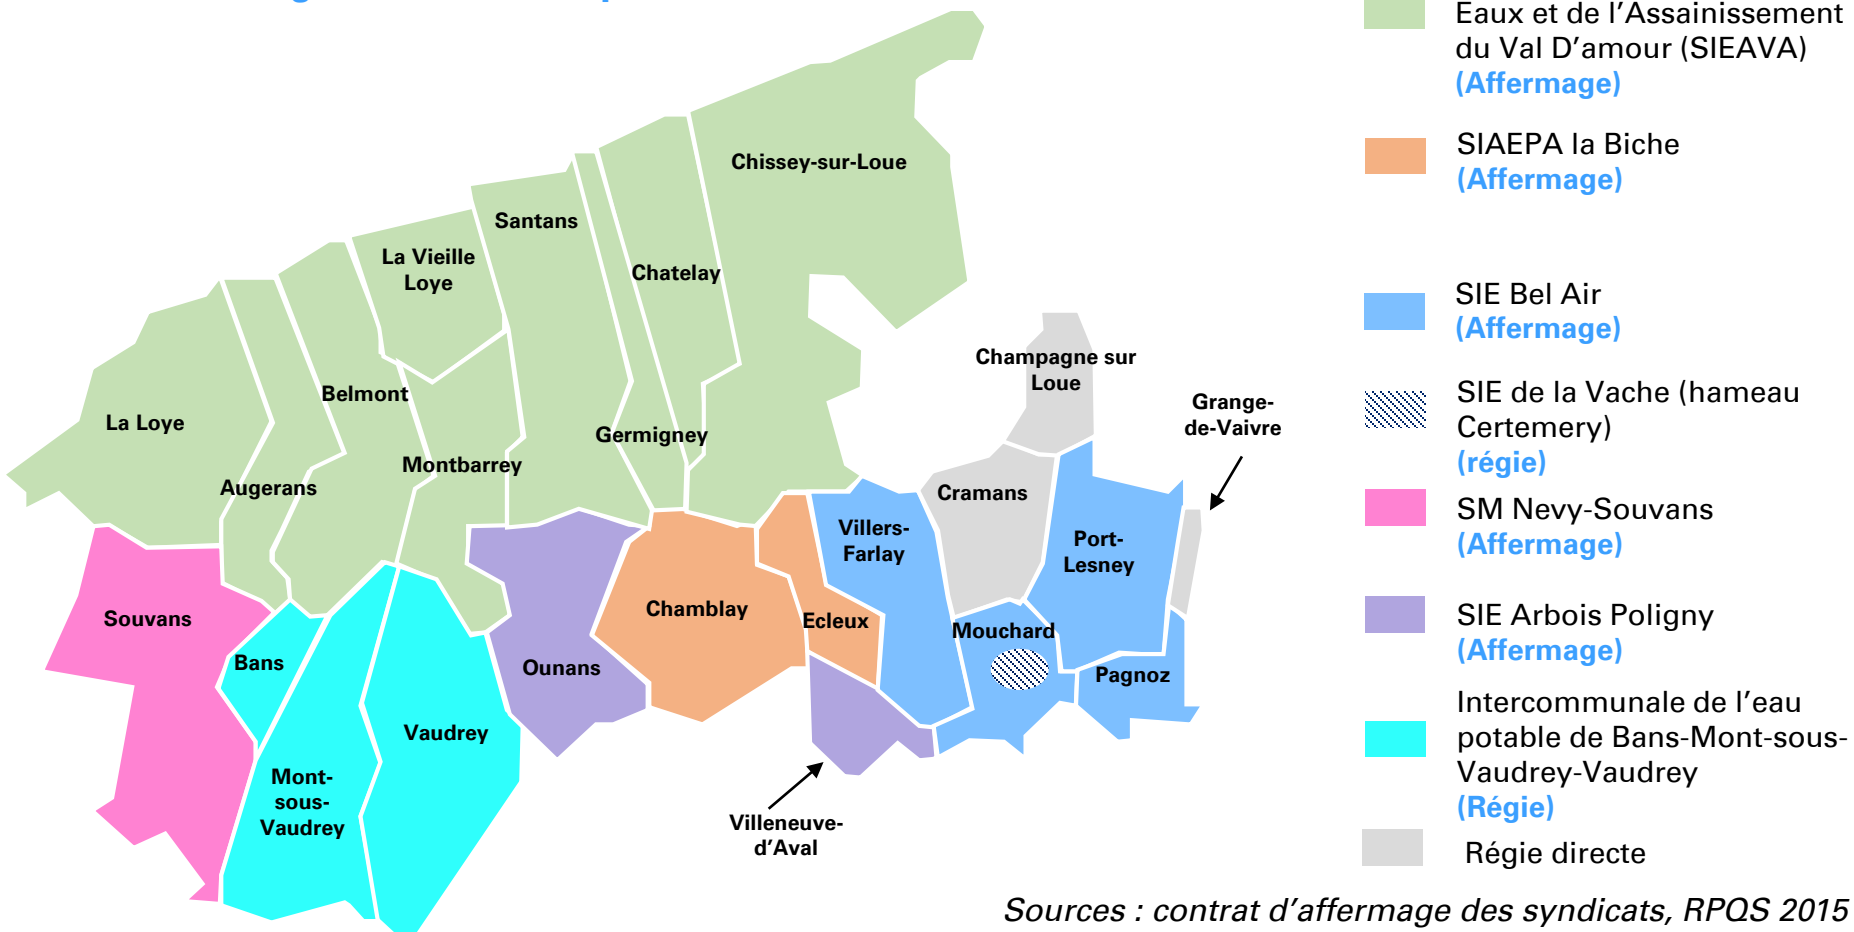 Chissey-sur-Loue
Santans
La Vieille
Loye
Chatelay
Belmont
La Loye
Germigney
Montbarrey
Augerans
Champagne sur
Loue
Grange-
de-Vaivre
Cramans
Villers-
Farlay
Port-
Lesney
Souvans
Chamblay
Ecleux
Mouchard
Bans
Ounans
Pagnoz
Vaudrey
Mont-
sous-
Vaudrey
Villeneuve-
d'Aval
Eaux et de l'Assainissement
du Val D'amour (SIEAVA)
(Affermage)
SIAEPA la Biche
(Affermage)
SIE Bel Air
(Affermage)
SIE de la Vache (hameau
Certemery)
(régie)
SM Nevy-Souvans
(Affermage)
SIE Arbois Poligny
(Affermage)
Intercommunale de l'eau
potable de Bans-Mont-sous-
Vaudrey-Vaudrey
(Régie)
Régie directe
Sources : contrat d'affermage des syndicats, RPQS 2015